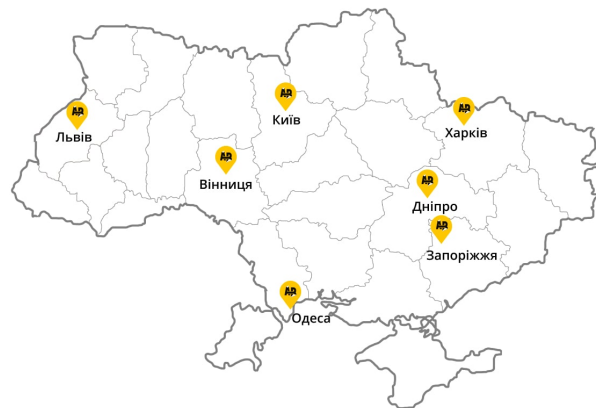 Львів
Київ
Харків
Вінниця
Дніпро
Запоріжжя
Одеса